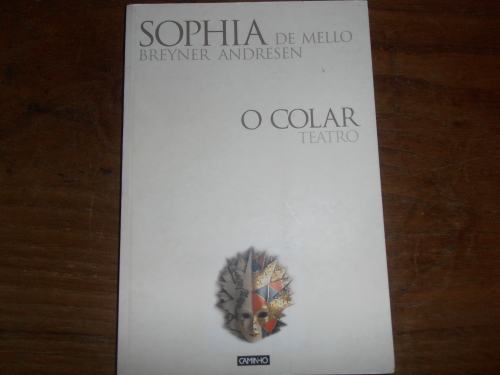 SOPHIA DE MELLO
BREYNER ANDRESEN
O COLAR
TEATRO
CAMINHO